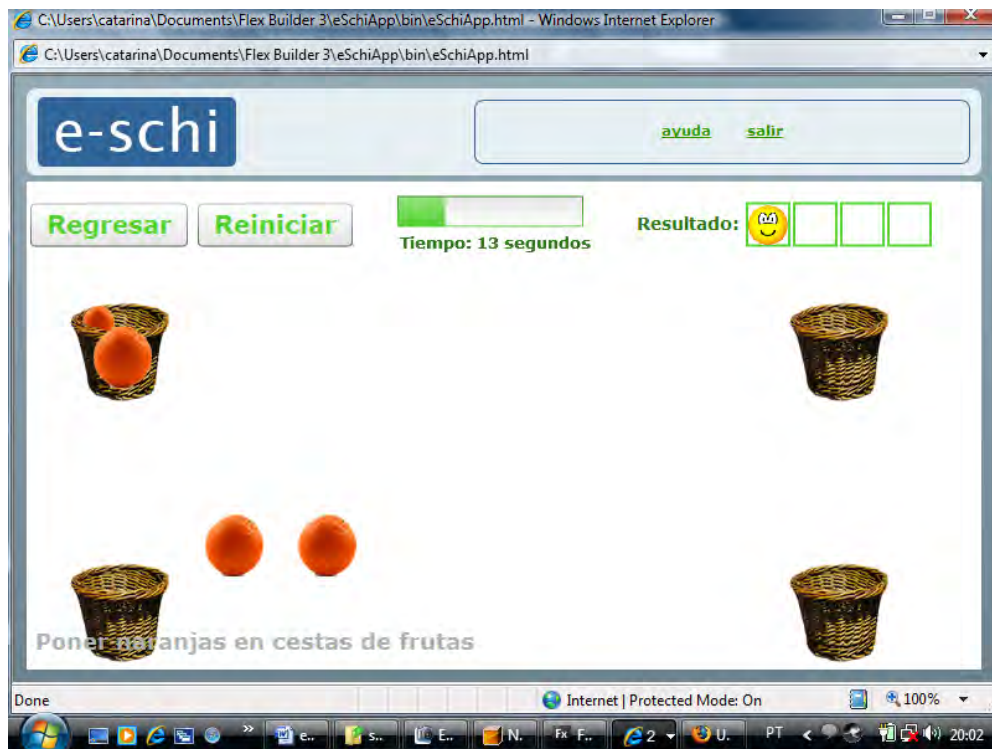 C:\Users\catarina\Documents\Flex Builder 3\eSchiApp\bin\eSchiApp.html - Windows Internet Explorer
C:\Users\catarina\Documents\Flex Builder 3\eSchiApp\bin\eSchiApp.html
e-schi
ayuda salir
Regresar Reiniciar
Tiempo: 13 segundos
Resultado:
Poner naranjas en cestas de frutas
Done Internet | Protected Mode: On 100%
e.. s.. E.. N. Fx F.. 2 U. PT 20:02